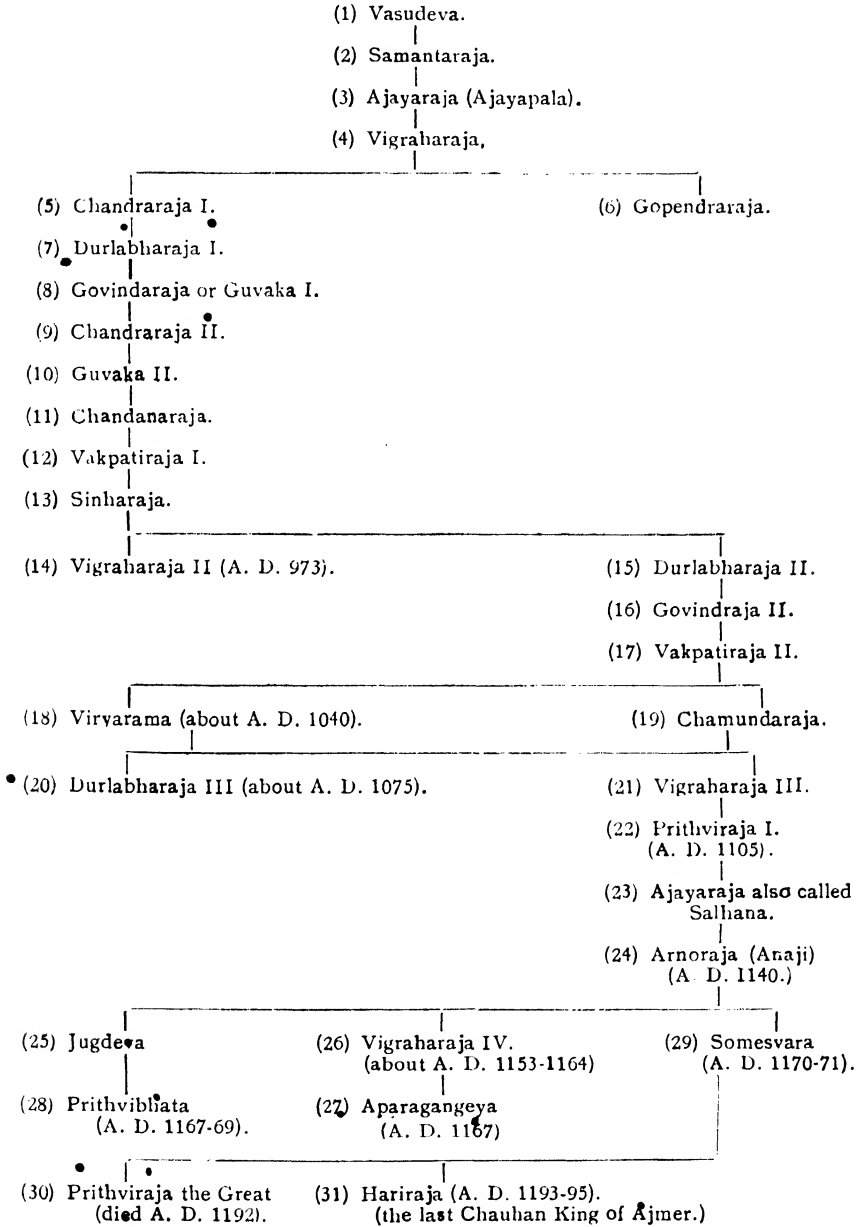 (1) Vasudeva.
(2) Samantaraja.
(3) Ajayaraja (Ajayapala).
(4) Vigraharaja,
(5) Chandraraja I. (6) Gopendraraja.
(7) Durlabharaja I.
(8) Govindaraja or Guvaka I.
(9) Chandraraja II.
(10) Guvaka II.
(11) Chandanaraja.
(12) Vakpatiraja I.
(13) Sinharaja.
(14) Vigraharaja II (A. D. 973). (15) Durlabharaja II.
(16) Govindraja II.
(17) Vakpatiraja II.
(18) Viryarama (about A. D. 1040). (19) Chamundaraja.
(20) Durlabharaja III (about A. D. 1075). (21) Vigraharaja III.
(22) Prithviraja I.
(A. D. 1105).
(23) Ajayaraja also called
Salhana.
(24) Arnoraja (Anaji)
(A. D. 1140.)
(25) Jugdeva (26) Vigraharaja IV. (29) Somesvara
(about A. D. 1153-1164) (A. D. 1170-71).
(28) Prithvibhata (27) Aparagangeya
(A. D. 1167-69). (A. D. 1167)
(30) Prithviraja the Great (31) Hariraja (A. D. 1193-95).
(died A. D. 1192). (the last Chauhan King of Ajmer.)